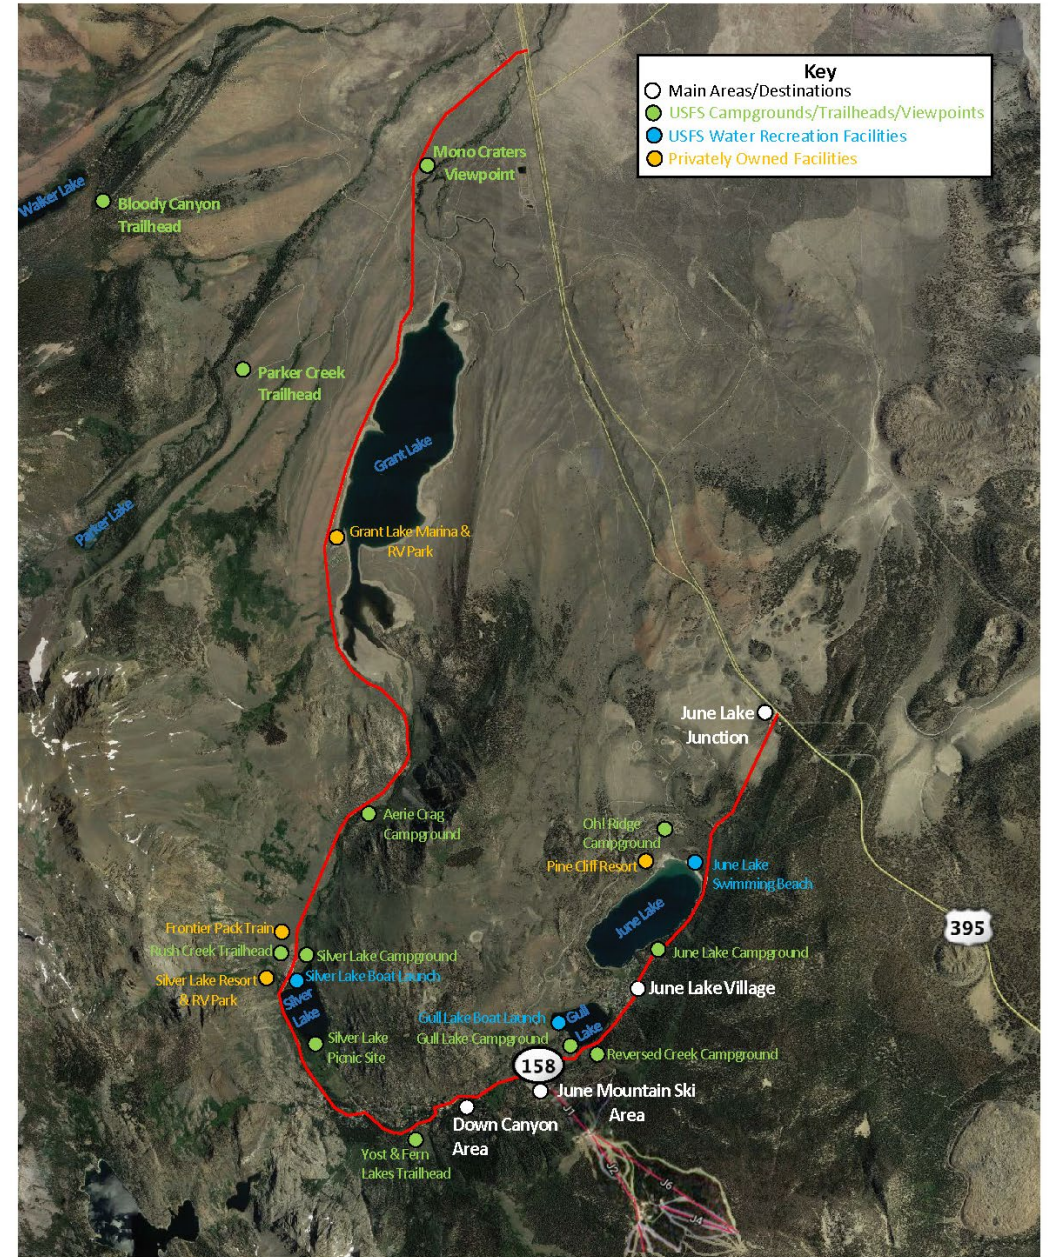 Key
Main Areas/Destinations
USFS Campgrounds/Trailheads/Viewpoints
USFS Water Recreation Facilities
Privately Owned Facilities
Mono Craters
Viewpoint
Walker Lake
Bloody Canyon
Trailhead
Parker Creek
Trailhead
Grant Lake
Parker Lake
Grant Lake Marina &
RV Park
June Lake
Junction
Aerie Crag
Campground
Oh! Ridge
Campground
Pine Cliff Resort
June Lake
Swimming Beach
June Lake
395
Frontier Pack Train
Rush Creek Trailhead
Silver Lake Campground
June Lake Campground
Silver Lake Resort
& RV Park
Silver Lake Boat Launch
June Lake Village
Silver
Lake
Gull Lake Boat Launch
Gull
Lake
Gull Lake Campground
Silver Lake
Picnic Site
Reversed Creek Campground
158
June Mountain Ski
Area
Down Canyon
Area
Yost & Fern
Lakes Trailhead
J1
J2
J6
J4